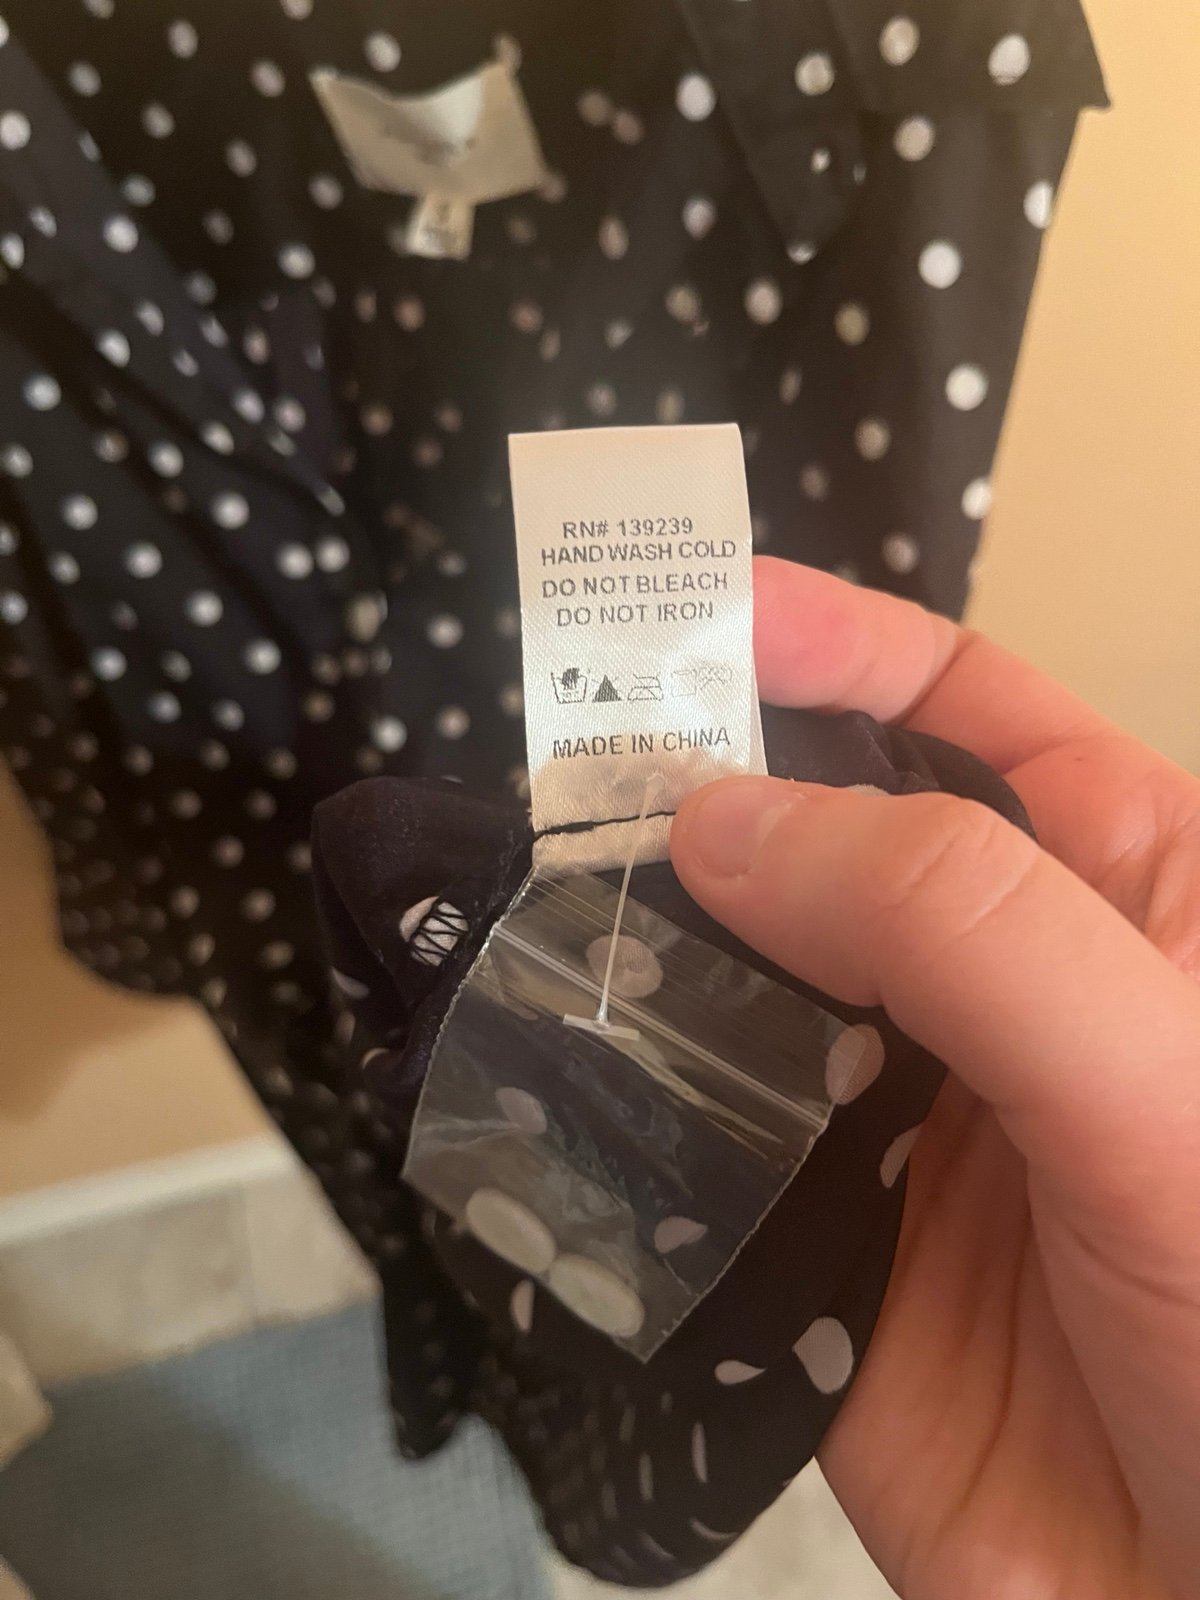 RN# 139239
HAND WASH COLD
DO NOT BLEACH
DO NOT IRON
MADE IN CHINA